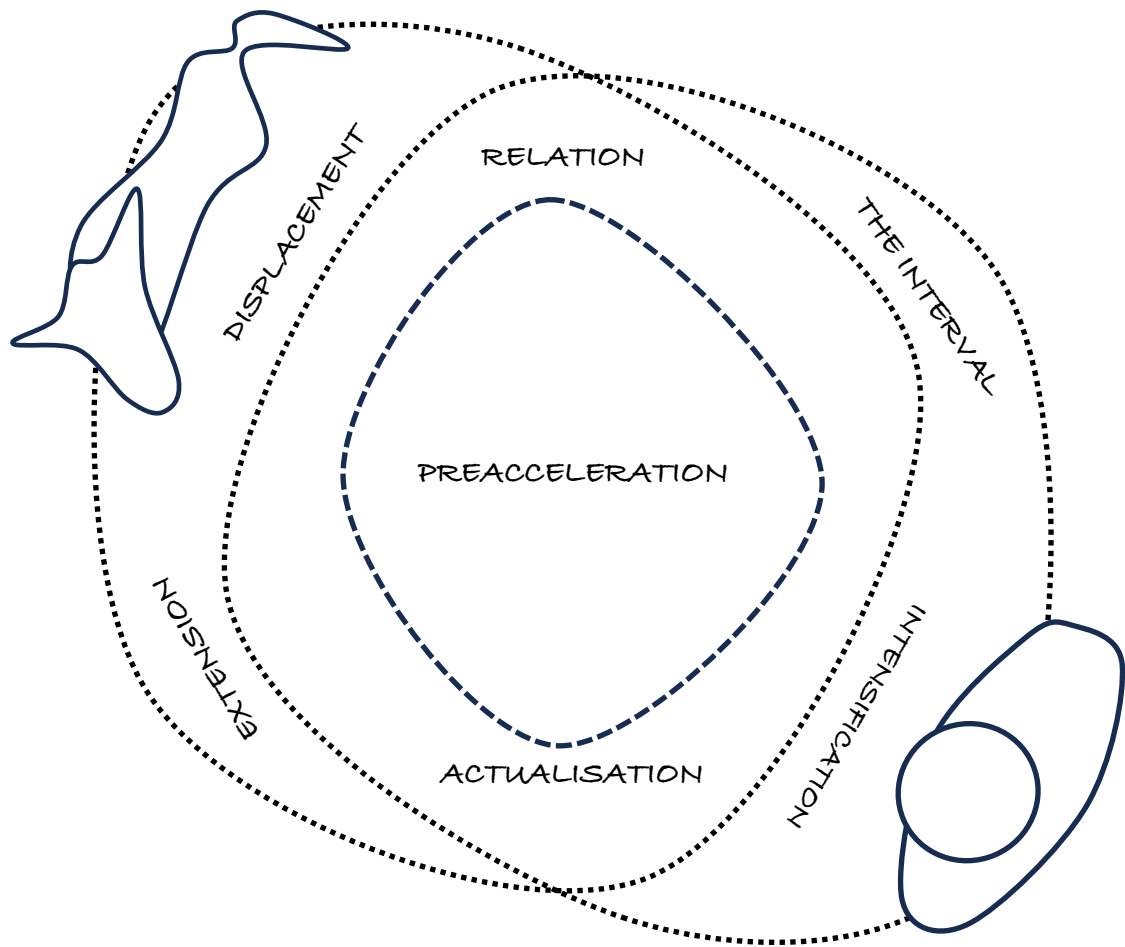 RELATION
DISPLACEMENT
THE INTERVAL
PREACCELERATION
EXTENSION
INTENSIFICATION
ACTUALISATION